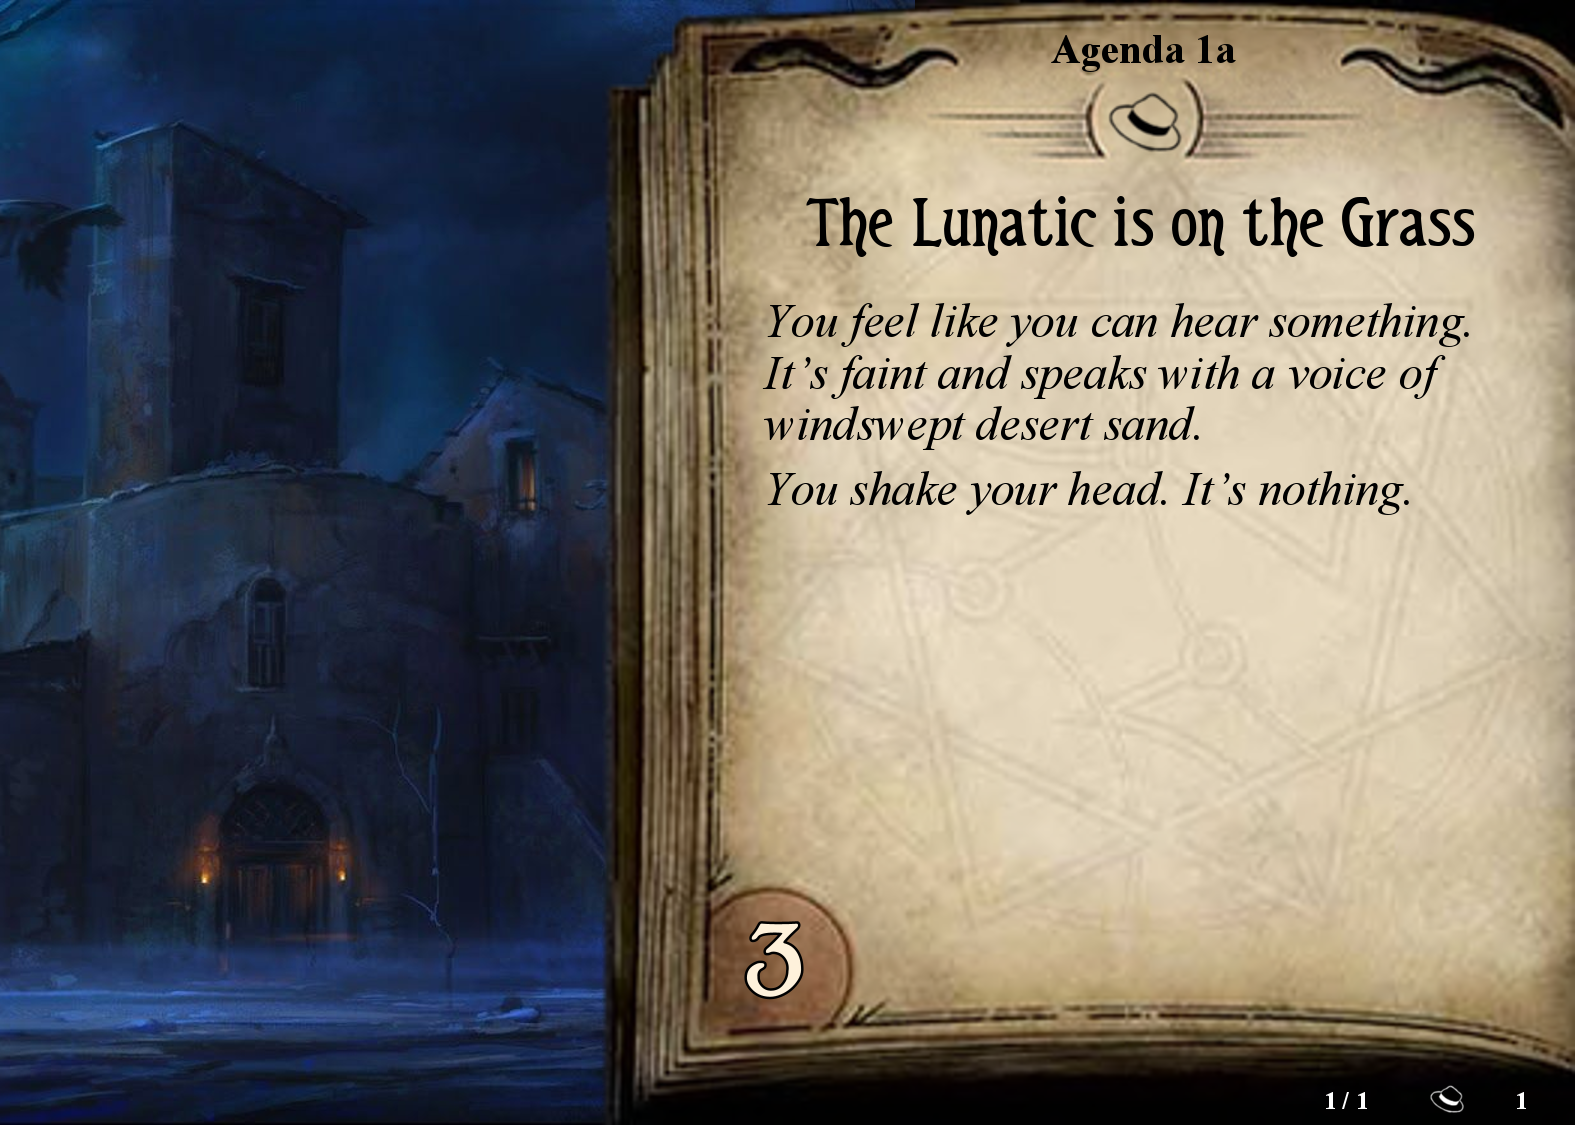 Agenda 1a
The Lunatic is on the Grass
You feel like you can hear something.
It’s faint and speaks with a voice of
windswept desert sand.
You shake your head. It’s nothing.
3
1 / 1 1